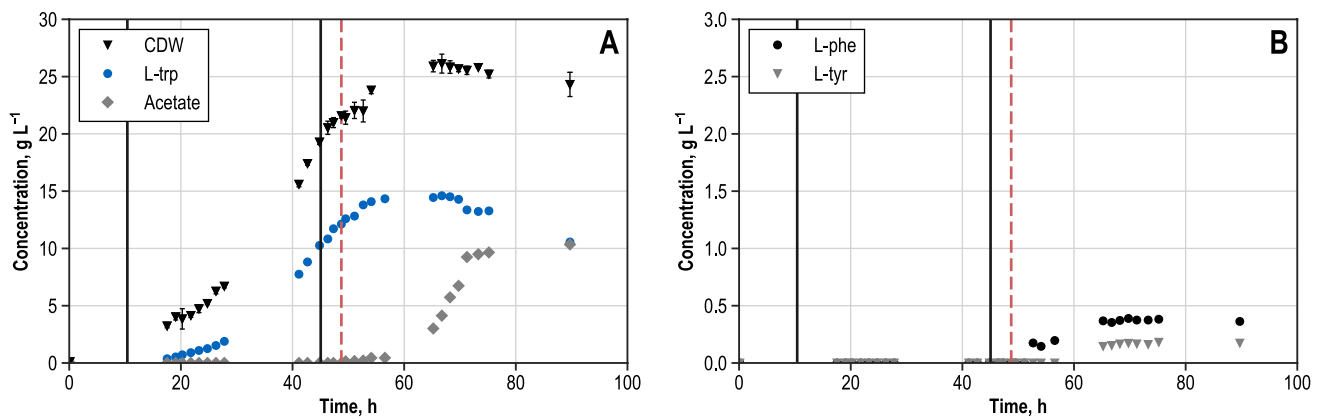 A
CDW
L-trp
Acetate
Concentration, g L⁻¹
30
25
20
15
10
5
0
0 20 40 60 80 100
Time, h
B
L-phe
L-tyr
Concentration, g L⁻¹
3.0
2.5
2.0
1.5
1.0
0.5
0.0
0 20 40 60 80 100
Time, h